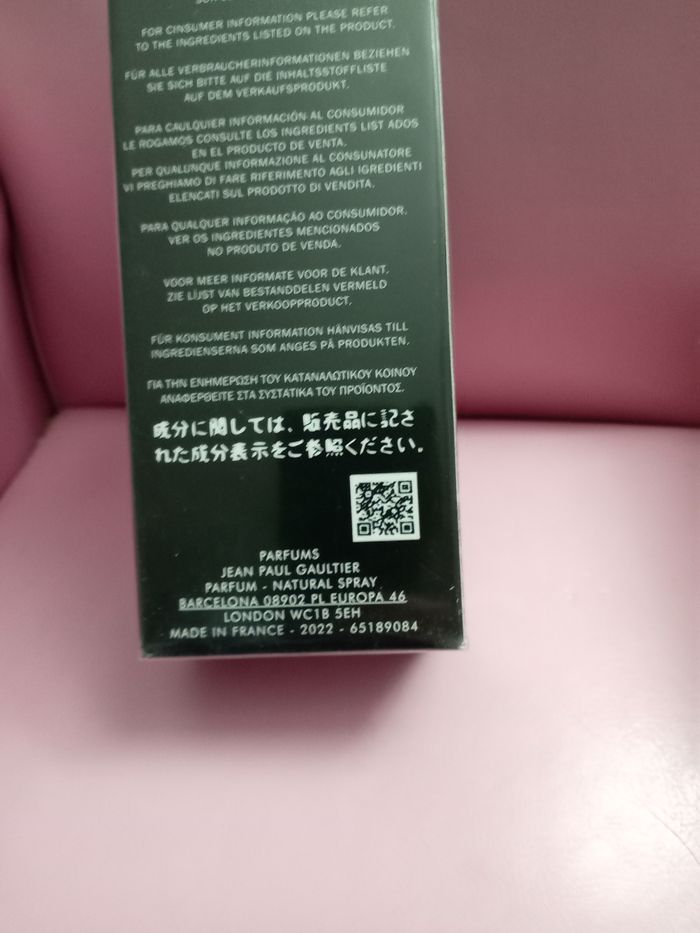 FOR CINSUMER INFORMATION PLEASE REFER
TO THE INGREDIENTS LISTED ON THE PRODUCT.
FÜR ALLE VERBRAUCHERINFORMATIONEN BEZIEHEN
SIE SICH BITTE AUF DIE INHALTSSTOFFLISTE
AUF DEM VERKAUFSPRODUKT.
PARA CAULQUIER INFORMACIÓN AL CONSUMIDOR
LE ROGAMOS CONSULTE LOS INGREDIENTS LIST ADOS
EN EL PRODUCTO DE VENTA.
PER QUALUNQUE INFORMAZIONE AL CONSUNATORE
VI PREGHIAMO DI FARE RIFERIMENTO AGLI IGREDIENTI
ELENCATI SUL PRODOTTO DI VENDITA.
PARA QUALQUER INFORMAÇÃO AO CONSUMIDOR.
VER OS INGREDIENTES MENCIONADOS
NO PRODUTO DE VENDA.
VOOR MEER INFORMATE VOOR DE KLANT.
ZIE LIJST VAN BESTANDDELEN VERMELD
OP HET VERKOOPPRODUCT.
FÜR KONSUMENT INFORMATION HÄNVISAS TILL
INGREDIENSERNA SOM ANGES PÅ PRODUKTEN.
ΓΙΑ ΤΗΝ ΕΝΗΜΕΡΩΣΗ ΤΟΥ ΚΑΤΑΝΑΛΩΤΙΚΟΥ ΚΟΙΝΟΥ
ΑΝΑΦΕΡΘΕΙΤΕ ΣΤΑ ΣΥΣΤΑΤΙΚΑ ΤΟΥ ΠΡΟΪΟΝΤΟΣ.
成分に関しては、販売品に記さ
れた成分表示をご参照ください。
PARFUMS
JEAN PAUL GAULTIER
PARFUM - NATURAL SPRAY
BARCELONA 08902 PL EUROPA 46
LONDON WC1B 5EH
MADE IN FRANCE - 2022 - 65189084